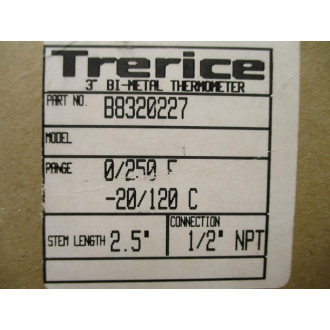 Trerice
3" BI-METAL THERMOMETER
PART NO. B8320227
MODEL
RANGE 0/250 F
-20/120 C
STEM LENGTH 2.5" CONNECTION 1/2" NPT